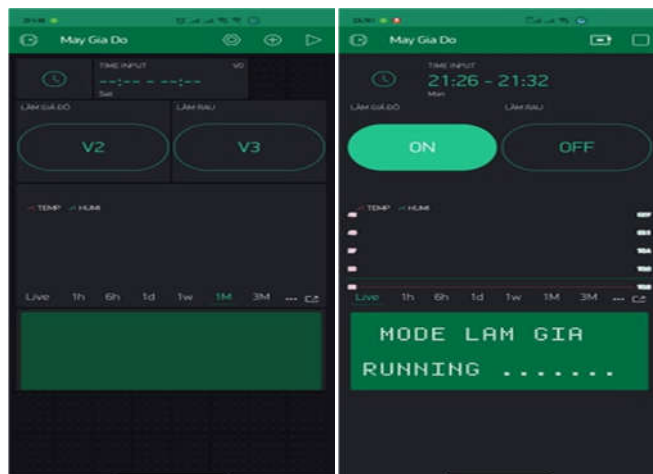 May Gia Do
TIME INPUT V0
--:-- - --:--
Sat
LÀM GIÁ ĐỖ LÀM RAU
V2 V3
TEMP HUMI
Live 1h 6h 1d 1w 1M 3M ...
May Gia Do
TIME INPUT
21:26 - 21:32
Mon
LÀM GIÁ ĐỖ LÀM RAU
ON OFF
TEMP HUMI
Live 1h 6h 1d 1w 1M 3M ...
MODE LAM GIA
RUNNING .......